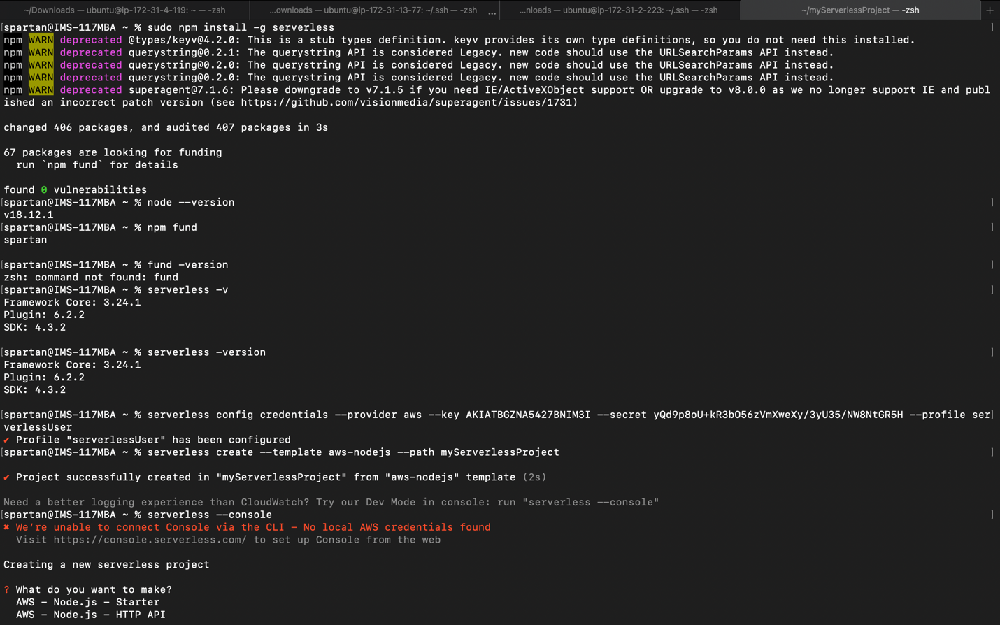 ~/Downloads — ubuntu@ip-172-31-4-119: ~ — -zsh
...ownloads — ubuntu@ip-172-31-13-77: ~/.ssh — -zsh ...
...nloads — ubuntu@ip-172-31-2-223: ~/.ssh — -zsh
~/myServerlessProject — -zsh +
[spartan@IMS-117MBA ~ % sudo npm install -g serverless ]
npm WARN deprecated @types/keyv@4.2.0: This is a stub types definition. keyv provides its own type definitions, so you do not need this installed.
npm WARN deprecated querystring@0.2.1: The querystring API is considered Legacy. new code should use the URLSearchParams API instead.
npm WARN deprecated querystring@0.2.0: The querystring API is considered Legacy. new code should use the URLSearchParams API instead.
npm WARN deprecated querystring@0.2.0: The querystring API is considered Legacy. new code should use the URLSearchParams API instead.
npm WARN deprecated superagent@7.1.6: Please downgrade to v7.1.5 if you need IE/ActiveXObject support OR upgrade to v8.0.0 as we no longer support IE and publ
ished an incorrect patch version (see https://github.com/visionmedia/superagent/issues/1731)
changed 406 packages, and audited 407 packages in 3s
67 packages are looking for funding
run `npm fund` for details
found 0 vulnerabilities
[spartan@IMS-117MBA ~ % node --version ]
v18.12.1
[spartan@IMS-117MBA ~ % npm fund ]
spartan
[spartan@IMS-117MBA ~ % fund -version ]
zsh: command not found: fund
[spartan@IMS-117MBA ~ % serverless -v ]
Framework Core: 3.24.1
Plugin: 6.2.2
SDK: 4.3.2
[spartan@IMS-117MBA ~ % serverless -version ]
Framework Core: 3.24.1
Plugin: 6.2.2
SDK: 4.3.2
[spartan@IMS-117MBA ~ % serverless config credentials --provider aws --key AKIATBGZNA5427BNIM3I --secret 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 --profile ser]
verlessUser
✔ Profile "serverlessUser" has been configured
[spartan@IMS-117MBA ~ % serverless create --template aws-nodejs --path myServerlessProject ]
✔ Project successfully created in "myServerlessProject" from "aws-nodejs" template (2s)
Need a better logging experience than CloudWatch? Try our Dev Mode in console: run "serverless --console"
[spartan@IMS-117MBA ~ % serverless --console ]
✖ We're unable to connect Console via the CLI - No local AWS credentials found
Visit https://console.serverless.com/ to set up Console from the web
Creating a new serverless project
? What do you want to make?
AWS - Node.js - Starter
AWS - Node.js - HTTP API